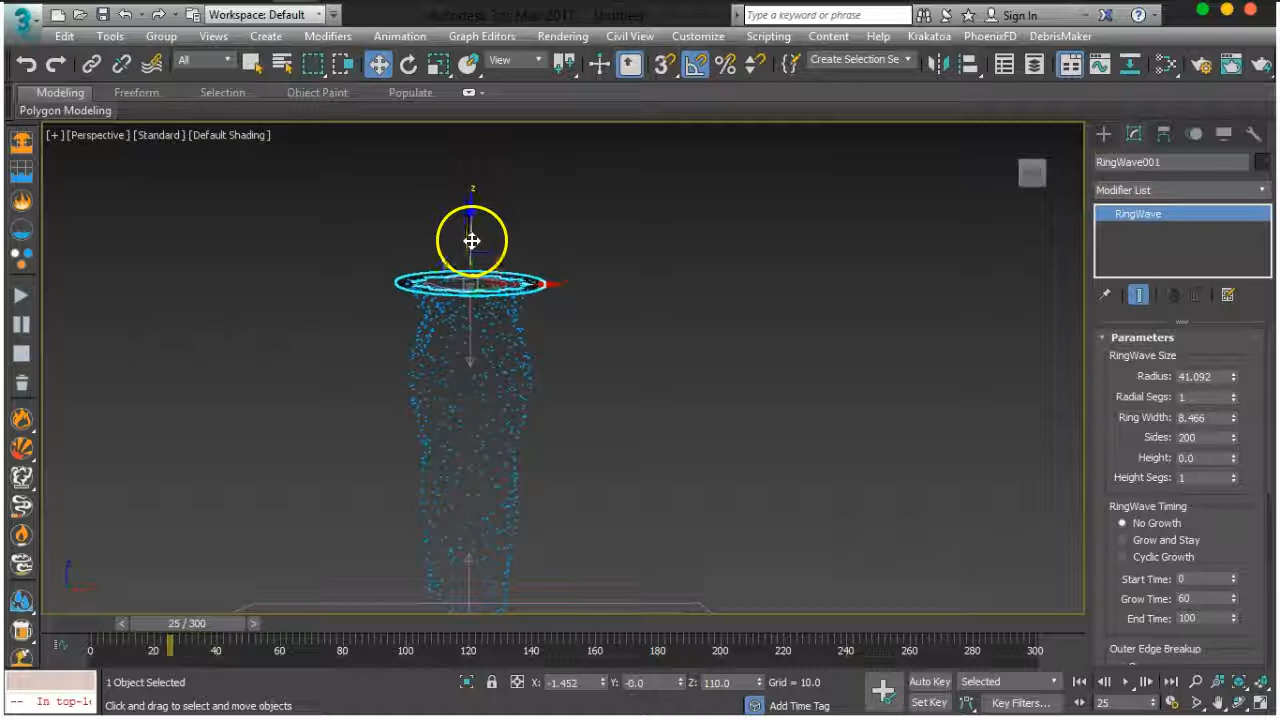 3 Workspace: Default Autodesk 3ds Max 2017 Untitled Type a keyword or phrase Sign In
Edit Tools Group Views Create Modifiers Animation Graph Editors Rendering Civil View Customize Scripting Content Help Krakatoa PhoenixFD DebrisMaker
All View Create Selection Se
Modeling Freeform Selection Object Paint Populate
Polygon Modeling
[+] [Perspective] [Standard] [Default Shading]
RingWave001
Modifier List
RingWave
z
Parameters
RingWave Size
Radius: 41.092
Radial Segs: 1
Ring Width: 8.466
Sides: 200
Height: 0.0
Height Segs: 1
RingWave Timing
No Growth
Grow and Stay
Cyclic Growth
Start Time: 0
Grow Time: 60
End Time: 100
Outer Edge Breakup
25 / 300
0 20 40 60 80 100 120 140 160 180 200 220 240 260 280 300
1 Object Selected X: -1.452 Y: -0.0 Z: 110.0 Grid = 10.0 Auto Key Selected
-- In top-le Click and drag to select and move objects Add Time Tag Set Key Key Filters... 25